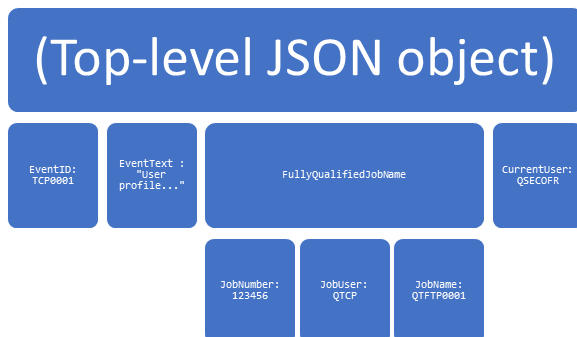 (Top-level JSON object)
EventID:
TCP0001
EventText :
"User
profile..."
FullyQualifiedJobName
CurrentUser:
QSECOFR
JobNumber:
123456
JobUser:
QTCP
JobName:
QTFTP0001